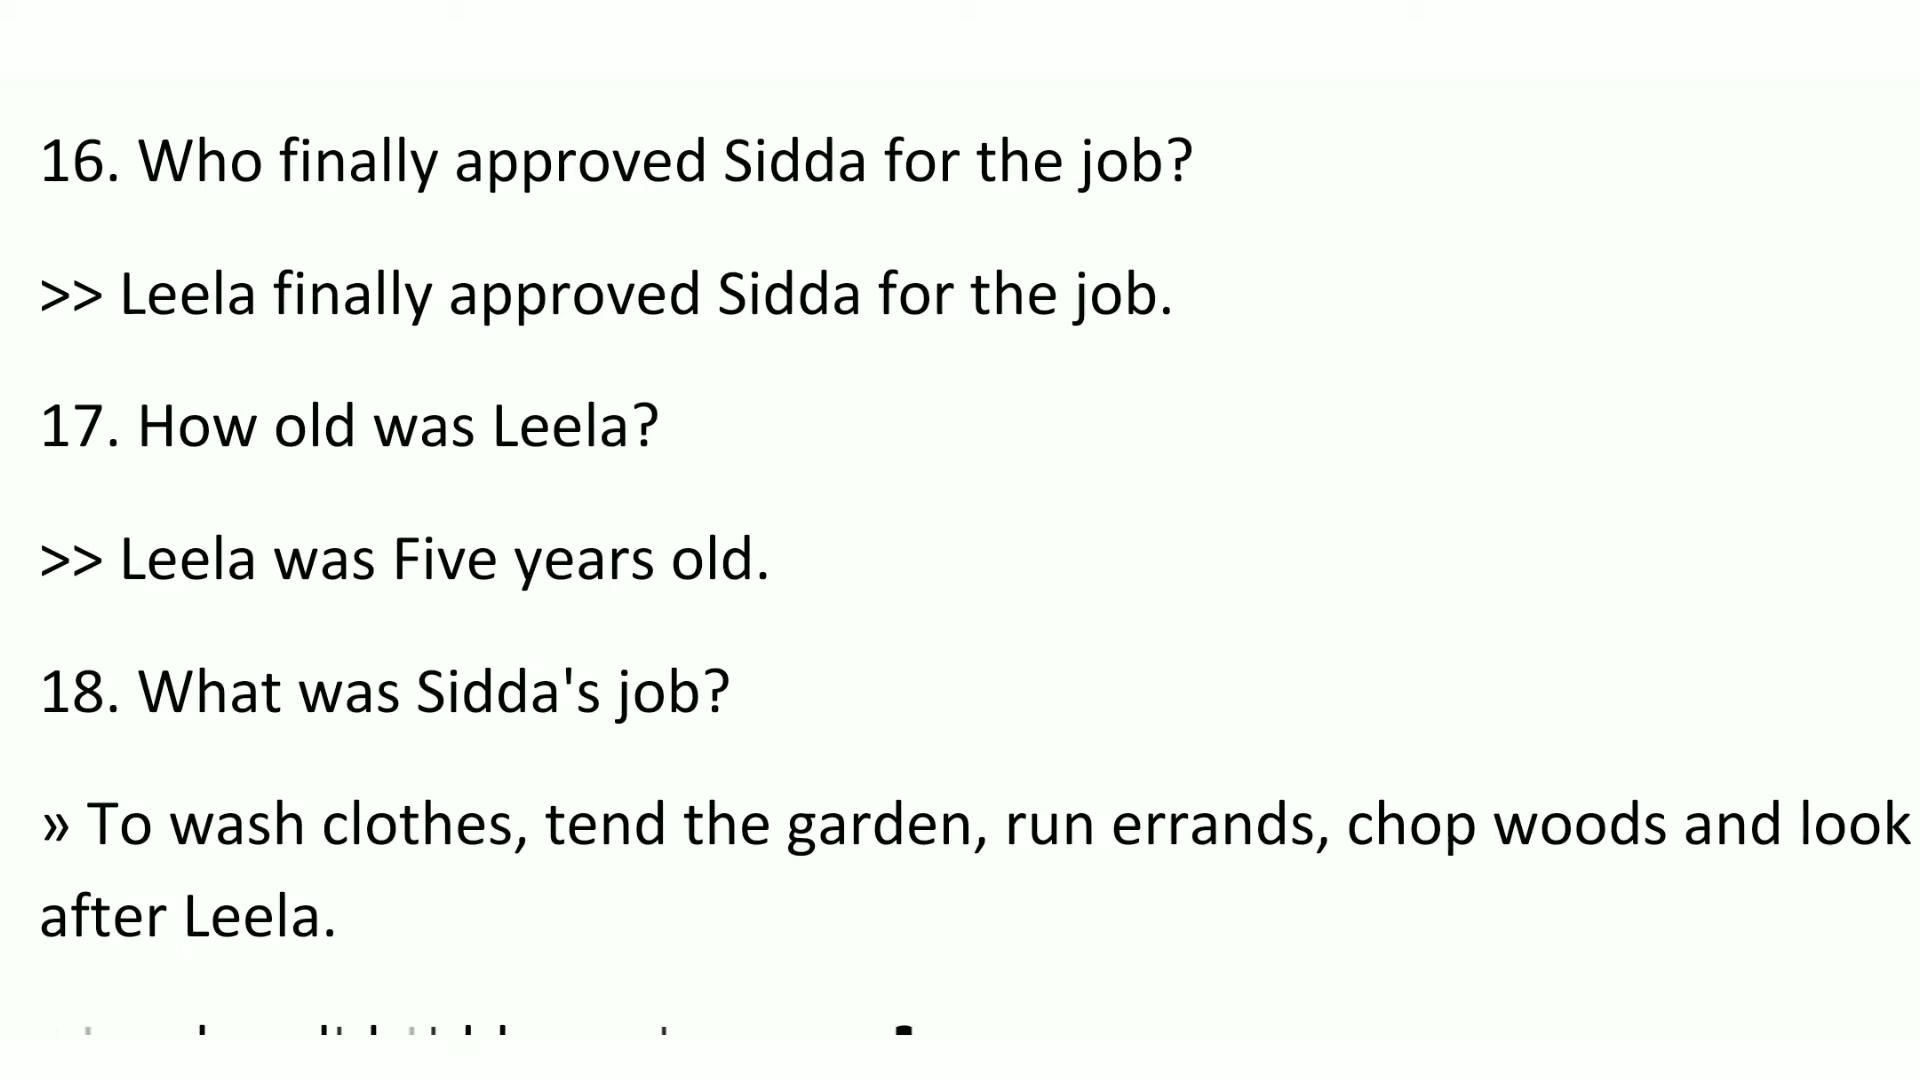 16. Who finally approved Sidda for the job?
>> Leela finally approved Sidda for the job.
17. How old was Leela?
>> Leela was Five years old.
18. What was Sidda's job?
» To wash clothes, tend the garden, run errands, chop woods and look
after Leela.